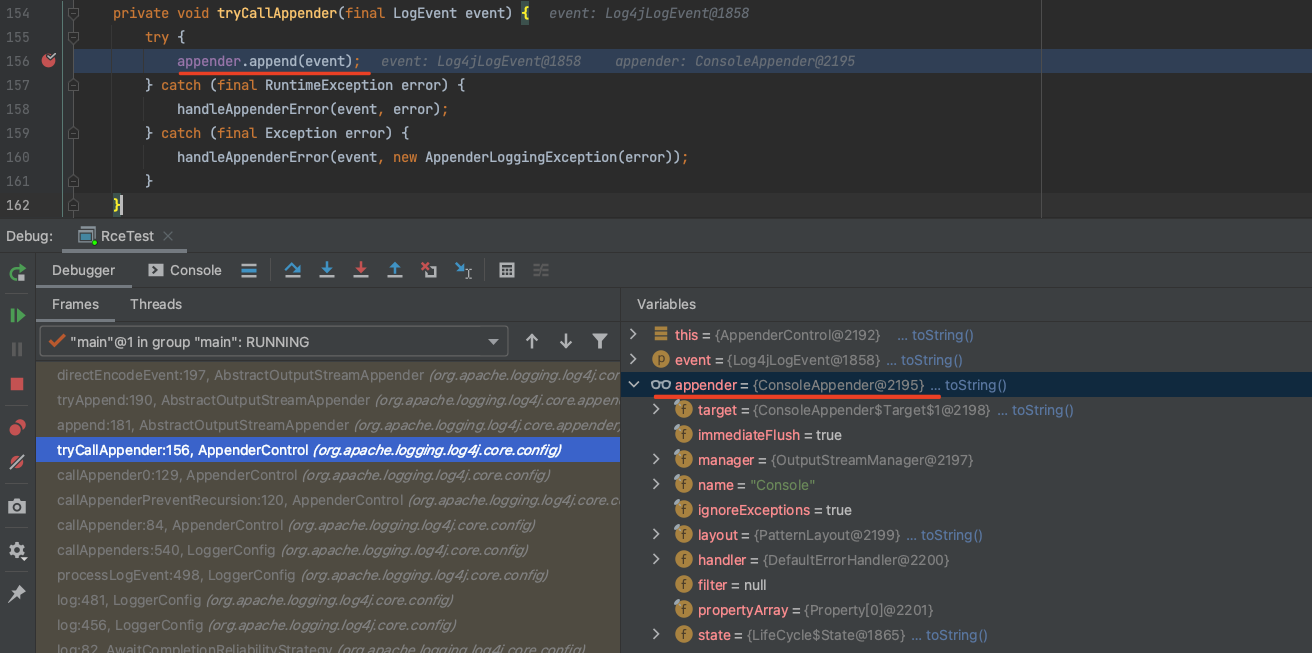 154 private void tryCallAppender(final LogEvent event) { event: Log4jLogEvent@1858
155 try {
156 appender.append(event); event: Log4jLogEvent@1858 appender: ConsoleAppender@2195
157 } catch (final RuntimeException error) {
158 handleAppenderError(event, error);
159 } catch (final Exception error) {
160 handleAppenderError(event, new AppenderLoggingException(error));
161 }
162 }
Debug: RceTest
Debugger Console
Frames Threads
"main"@1 in group "main": RUNNING
directEncodeEvent:197, AbstractOutputStreamAppender (org.apache.logging.log4j.cor
tryAppend:190, AbstractOutputStreamAppender (org.apache.logging.log4j.core.appen
append:181, AbstractOutputStreamAppender (org.apache.logging.log4j.core.appender
tryCallAppender:156, AppenderControl (org.apache.logging.log4j.core.config)
callAppender0:129, AppenderControl (org.apache.logging.log4j.core.config)
callAppenderPreventRecursion:120, AppenderControl (org.apache.logging.log4j.core.c
callAppender:84, AppenderControl (org.apache.logging.log4j.core.config)
callAppenders:540, LoggerConfig (org.apache.logging.log4j.core.config)
processLogEvent:498, LoggerConfig (org.apache.logging.log4j.core.config)
log:481, LoggerConfig (org.apache.logging.log4j.core.config)
log:456, LoggerConfig (org.apache.logging.log4j.core.config)
log:82, AwaitCompletionReliabilityStrategy (org.apache.logging.log4j.core.config)
Variables
this = {AppenderControl@2192} ... toString()
event = {Log4jLogEvent@1858} ... toString()
appender = {ConsoleAppender@2195} ... toString()
target = {ConsoleAppender$Target$1@2198} ... toString()
immediateFlush = true
manager = {OutputStreamManager@2197}
name = "Console"
ignoreExceptions = true
layout = {PatternLayout@2199} ... toString()
handler = {DefaultErrorHandler@2200}
filter = null
propertyArray = {Property[0]@2201}
state = {LifeCycle$State@1865} ... toString()